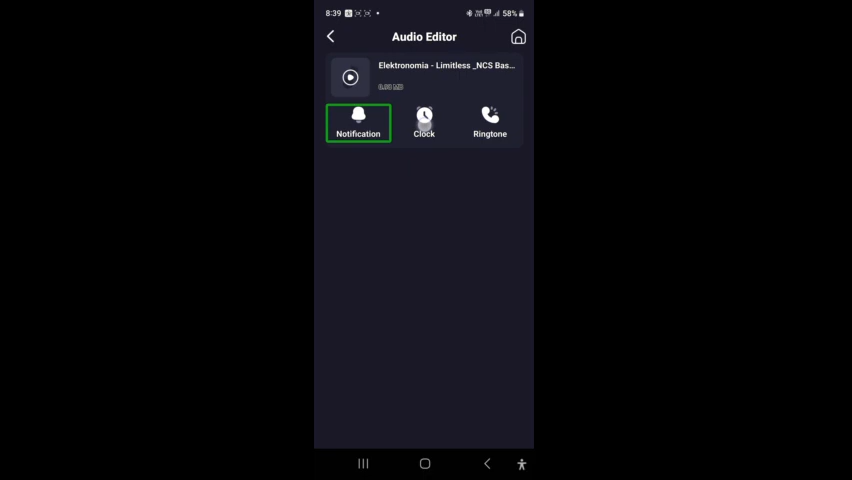 8:39 58%
Audio Editor
Elektronomia - Limitless _NCS Bas...
Notification Clock Ringtone